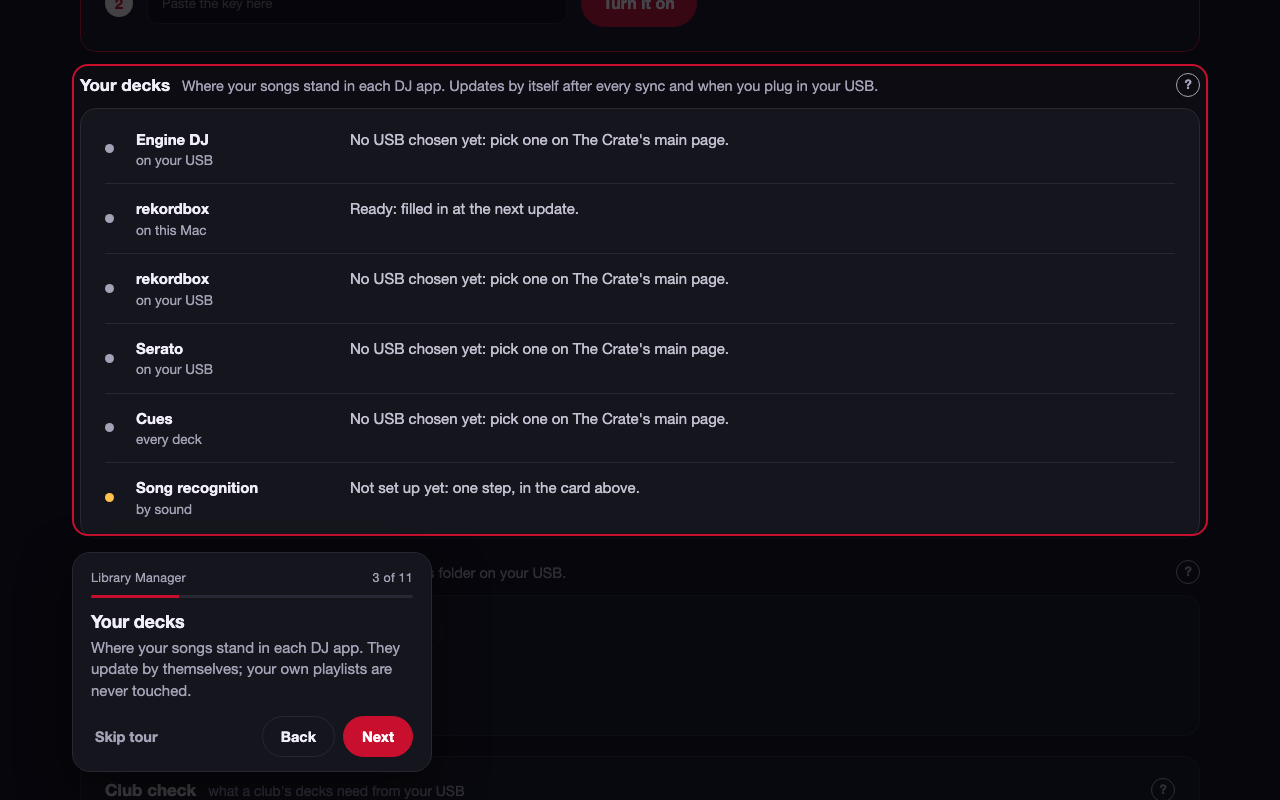 2
Paste the key here
Turn it on
Your decks Where your songs stand in each DJ app. Updates by itself after every sync and when you plug in your USB. ?
Engine DJ No USB chosen yet: pick one on The Crate's main page.
on your USB
rekordbox Ready: filled in at the next update.
on this Mac
rekordbox No USB chosen yet: pick one on The Crate's main page.
on your USB
Serato No USB chosen yet: pick one on The Crate's main page.
on your USB
Cues No USB chosen yet: pick one on The Crate's main page.
every deck
Song recognition Not set up yet: one step, in the card above.
by sound
folder on your USB. ?
Library Manager 3 of 11
Your decks
Where your songs stand in each DJ app. They
update by themselves; your own playlists are
never touched.
Skip tour Back Next
Club check what a club's decks need from your USB ?